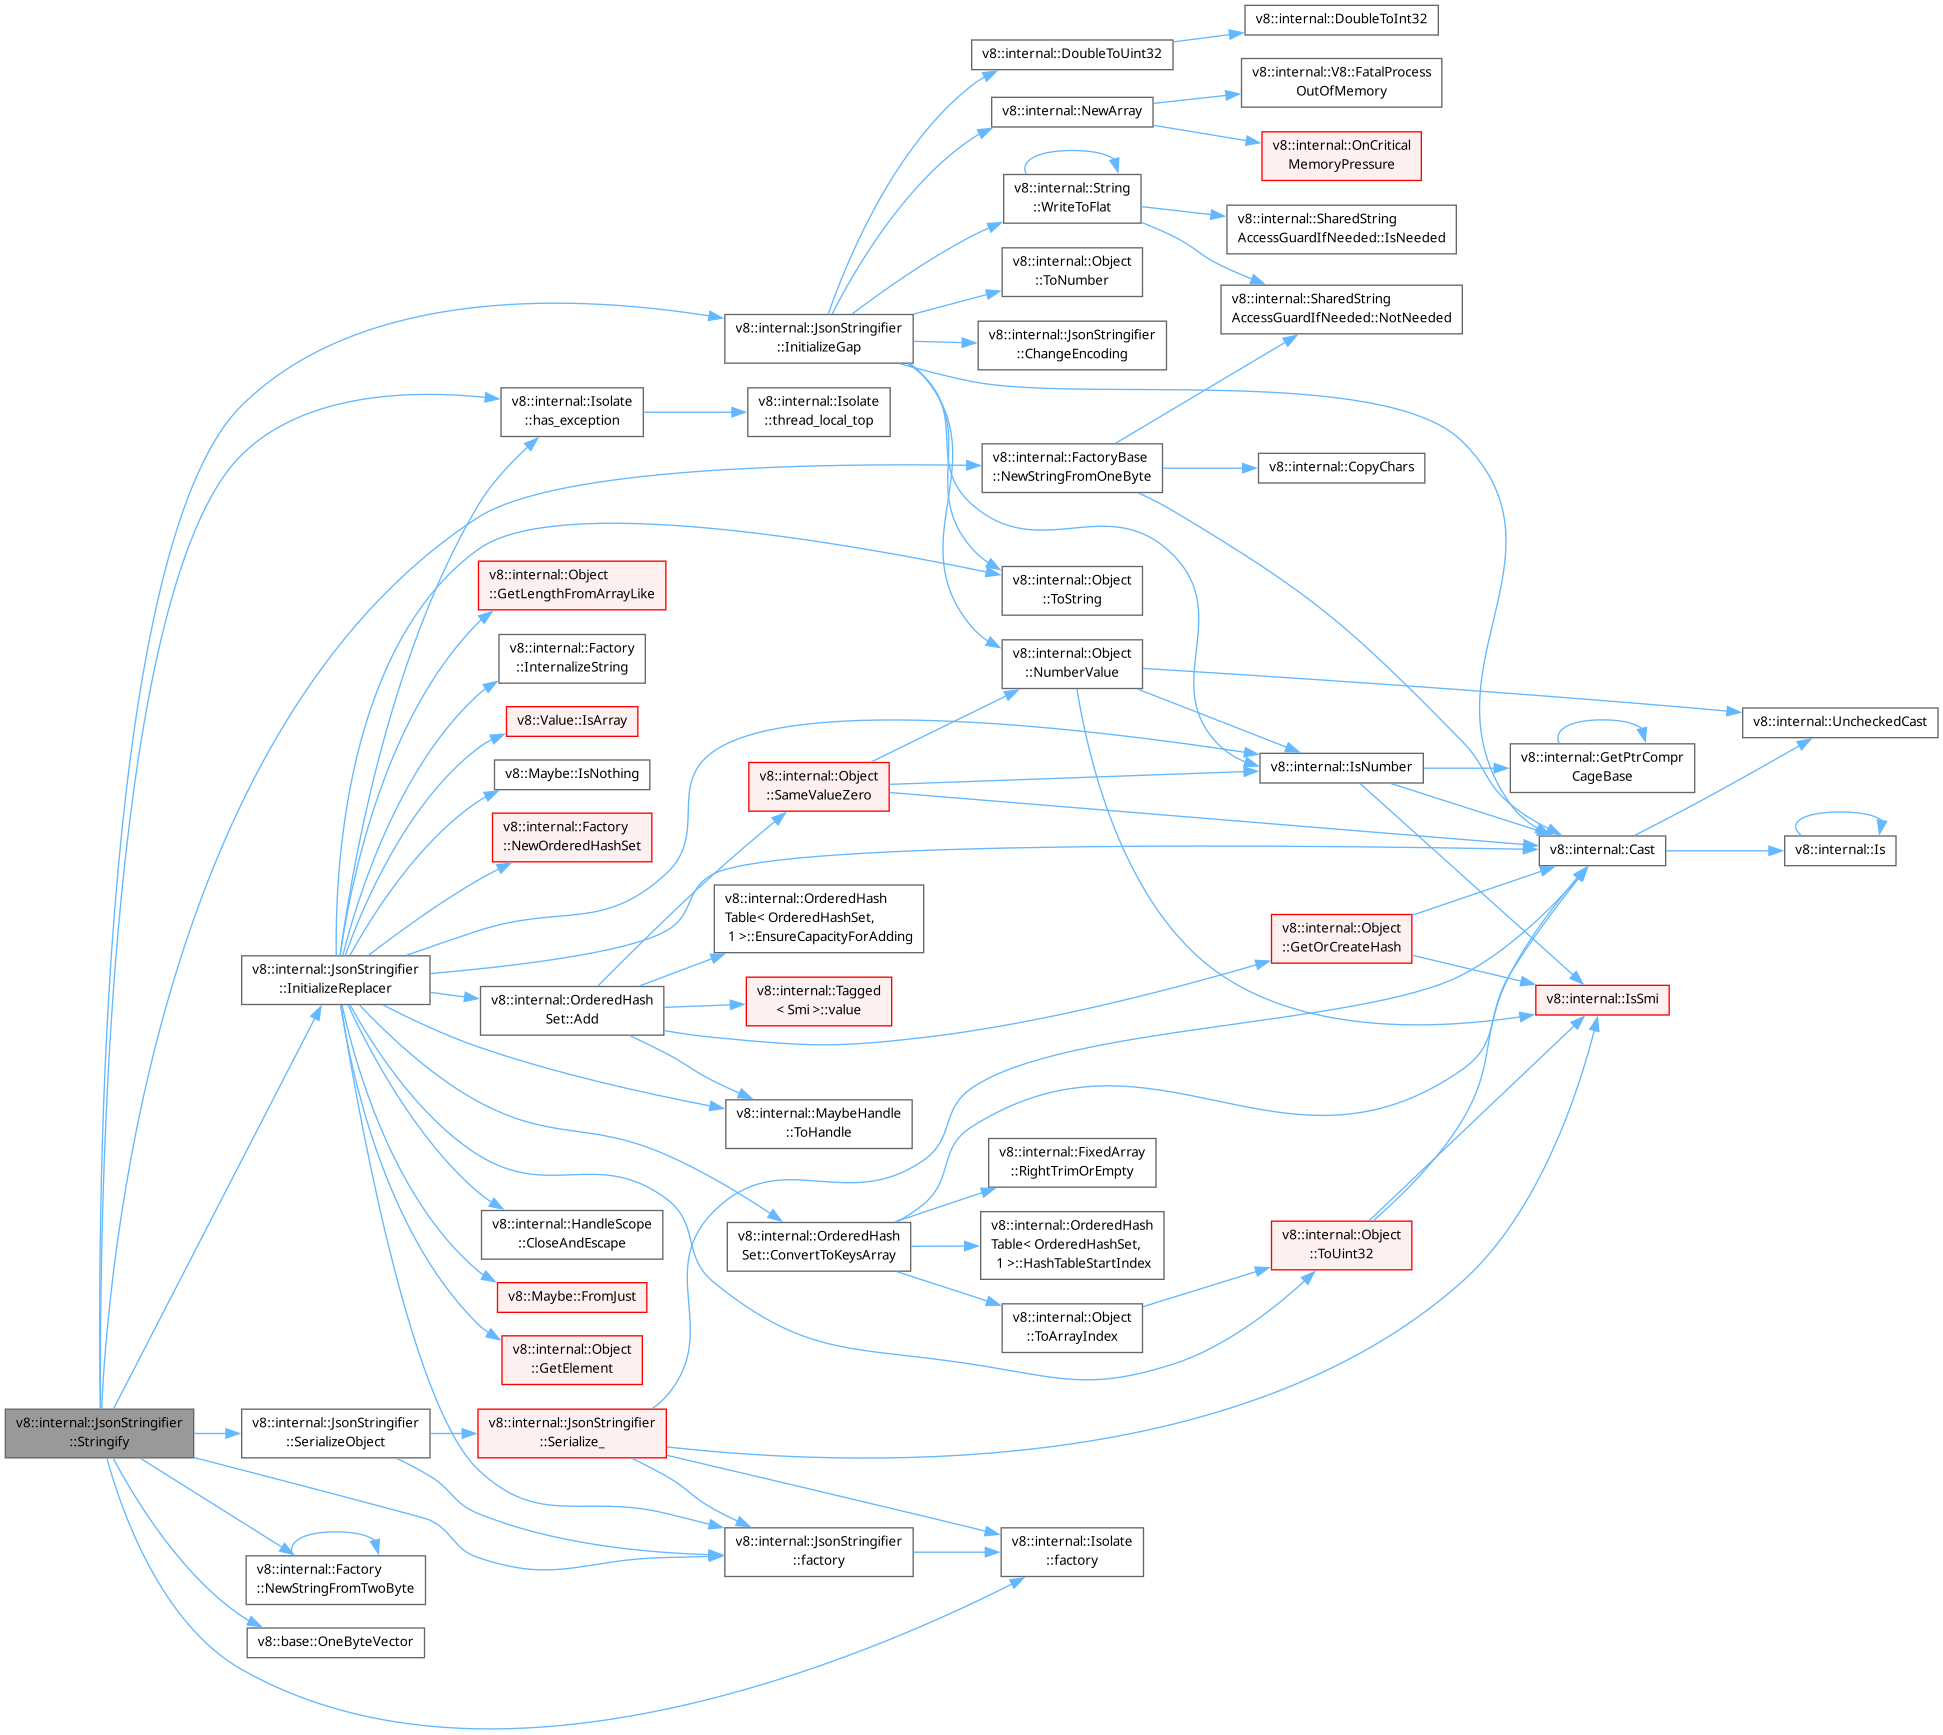 v8::internal::DoubleToInt32
v8::internal::DoubleToUint32
v8::internal::V8::FatalProcess
OutOfMemory
v8::internal::NewArray
v8::internal::OnCritical
MemoryPressure
v8::internal::String
::WriteToFlat
v8::internal::SharedString
AccessGuardIfNeeded::IsNeeded
v8::internal::Object
::ToNumber
v8::internal::SharedString
AccessGuardIfNeeded::NotNeeded
v8::internal::JsonStringifier
::InitializeGap
v8::internal::JsonStringifier
::ChangeEncoding
v8::internal::Isolate
::has_exception
v8::internal::Isolate
::thread_local_top
v8::internal::FactoryBase
::NewStringFromOneByte
v8::internal::CopyChars
v8::internal::Object
::GetLengthFromArrayLike
v8::internal::Object
::ToString
v8::internal::Factory
::InternalizeString
v8::internal::Object
::NumberValue
v8::Value::IsArray
v8::internal::UncheckedCast
v8::Maybe::IsNothing
v8::internal::Object
::SameValueZero
v8::internal::IsNumber
v8::internal::GetPtrCompr
CageBase
v8::internal::Factory
::NewOrderedHashSet
v8::internal::Cast
v8::internal::Is
v8::internal::OrderedHash
Table< OrderedHashSet,
1 >::EnsureCapacityForAdding
v8::internal::Object
::GetOrCreateHash
v8::internal::JsonStringifier
::InitializeReplacer
v8::internal::OrderedHash
Set::Add
v8::internal::Tagged
< Smi >::value
v8::internal::IsSmi
v8::internal::MaybeHandle
::ToHandle
v8::internal::FixedArray
::RightTrimOrEmpty
v8::internal::HandleScope
::CloseAndEscape
v8::internal::OrderedHash
Set::ConvertToKeysArray
v8::internal::OrderedHash
Table< OrderedHashSet,
1 >::HashTableStartIndex
v8::internal::Object
::ToUint32
v8::Maybe::FromJust
v8::internal::Object
::ToArrayIndex
v8::internal::Object
::GetElement
v8::internal::JsonStringifier
::Stringify
v8::internal::JsonStringifier
::SerializeObject
v8::internal::JsonStringifier
::Serialize_
v8::internal::JsonStringifier
::factory
v8::internal::Isolate
::factory
v8::internal::Factory
::NewStringFromTwoByte
v8::base::OneByteVector